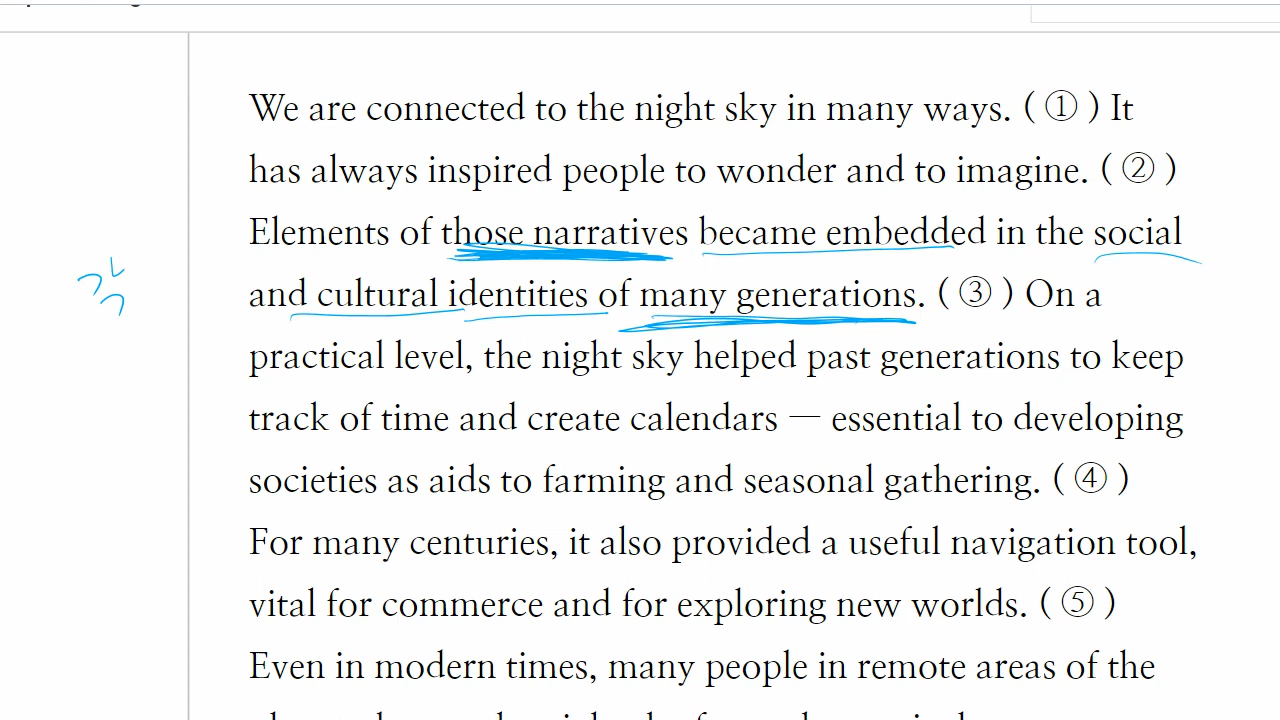 We are connected to the night sky in many ways. ( ① ) It
has always inspired people to wonder and to imagine. ( ② )
Elements of those narratives became embedded in the social
and cultural identities of many generations. ( ③ ) On a
practical level, the night sky helped past generations to keep
track of time and create calendars — essential to developing
societies as aids to farming and seasonal gathering. ( ④ )
For many centuries, it also provided a useful navigation tool,
vital for commerce and for exploring new worlds. ( ⑤ )
Even in modern times, many people in remote areas of the